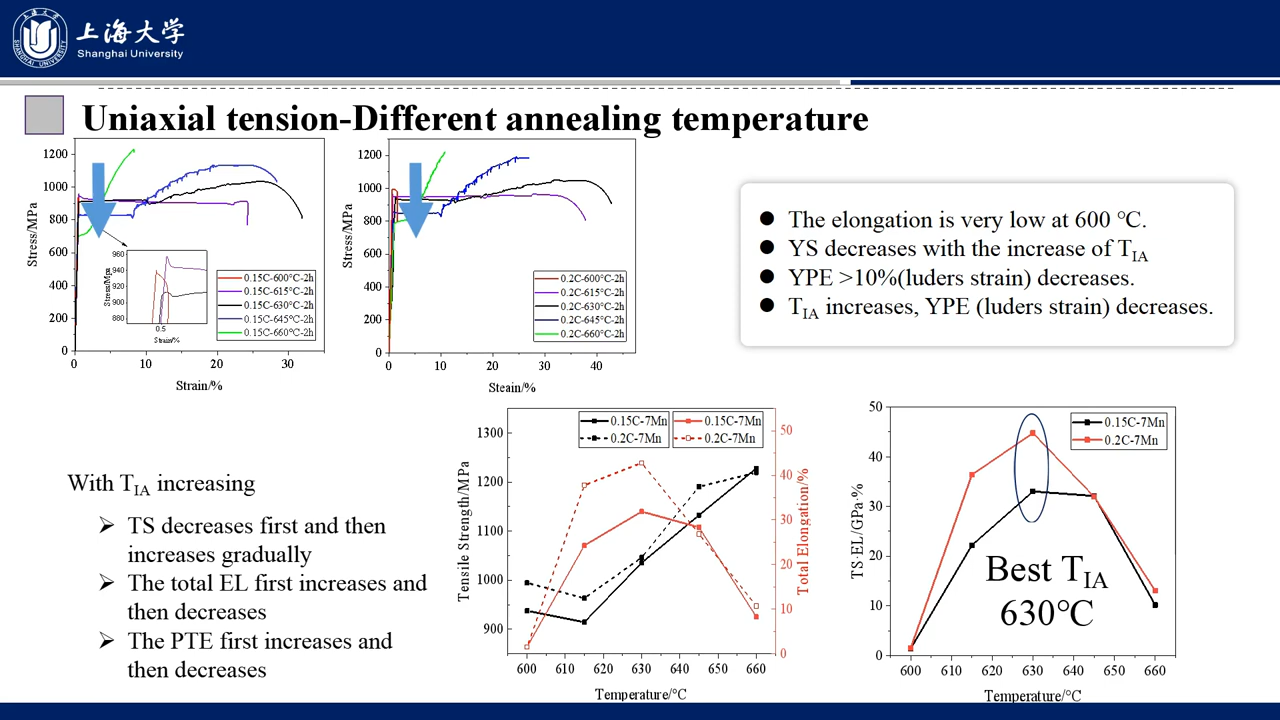 上海大学
Shanghai University
SHANGHAI UNIVERSITY
Uniaxial tension-Different annealing temperature
1200
1000
800
600
400
200
0
Stress/MPa
0
10
20
30
Strain/%
960
940
920
900
880
Stress/Mpa
0.5
Strain/%
0.15C-600°C-2h
0.15C-615°C-2h
0.15C-630°C-2h
0.15C-645°C-2h
0.15C-660°C-2h
1200
1000
800
600
400
200
0
Stress/MPa
0
10
20
30
40
Steain/%
0.2C-600°C-2h
0.2C-615°C-2h
0.2C-630°C-2h
0.2C-645°C-2h
0.2C-660°C-2h
● The elongation is very low at 600 ℃.
● YS decreases with the increase of TIA
● YPE >10%(luders strain) decreases.
● TIA increases, YPE (luders strain) decreases.
With TIA increasing
➢ TS decreases first and then
increases gradually
➢ The total EL first increases and
then decreases
➢ The PTE first increases and
then decreases
1300
1200
1100
1000
900
Tensile Strength/MPa
0.15C-7Mn
0.2C-7Mn
0.15C-7Mn
0.2C-7Mn
50
40
30
20
10
0
Total Elongation/%
600 610 620 630 640 650 660
Temperature/°C
50
40
30
20
10
0
TS·EL/GPa·%
0.15C-7Mn
0.2C-7Mn
Best TIA
630℃
600 610 620 630 640 650 660
Temperature/°C